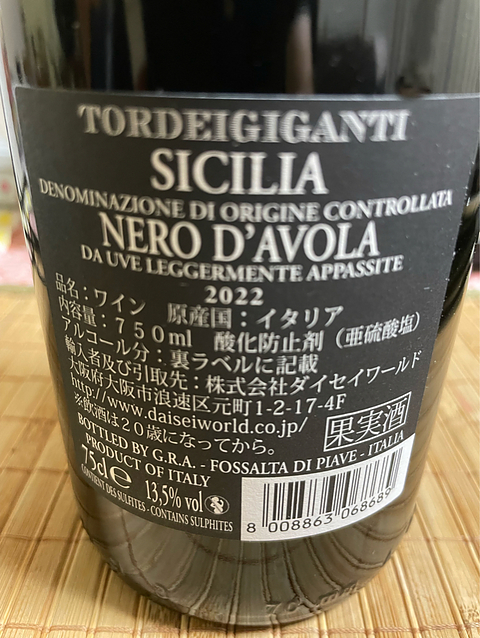 TORDEIGIGANTI
SICILIA
DENOMINAZIONE DI ORIGINE CONTROLLATA
NERO D'AVOLA
DA UVE LEGGERMENTE APPASSITE
2022
品名：ワイン 原産国：イタリア
内容量：７５０ml 酸化防止剤（亜硫酸塩）
アルコール分：裏ラベルに記載
輸入者及び引取先：株式会社ダイセイワールド
大阪府大阪市浪速区元町1-2-17-4F
http://www.daiseiworld.co.jp/
※飲酒は２０歳になってから。 果実酒
BOTTLED BY G.R.A. - FOSSALTA DI PIAVE - ITALIA
PRODUCT OF ITALY
75cl e 13,5% vol
CONTIENT DES SULFITES - CONTAINS SULPHITES
8 008863 068689